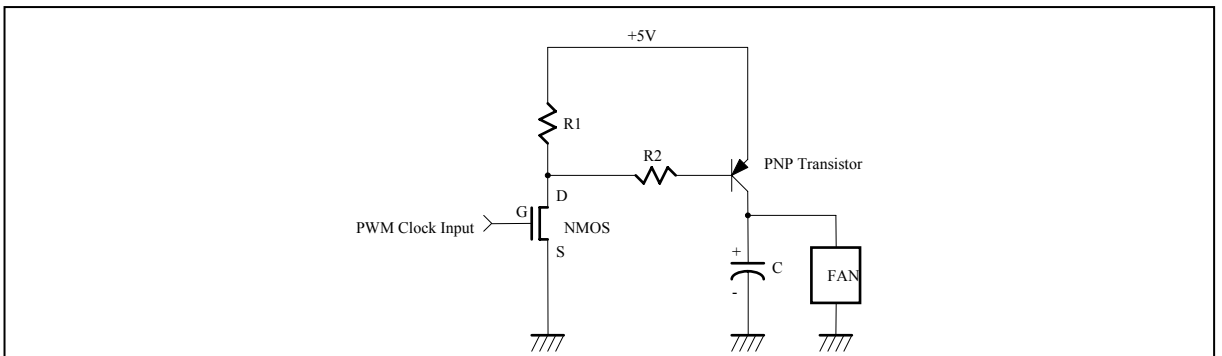 +5V
R1
R2
PNP Transistor
D
G
PWM Clock Input
NMOS
S
+
C
FAN
-